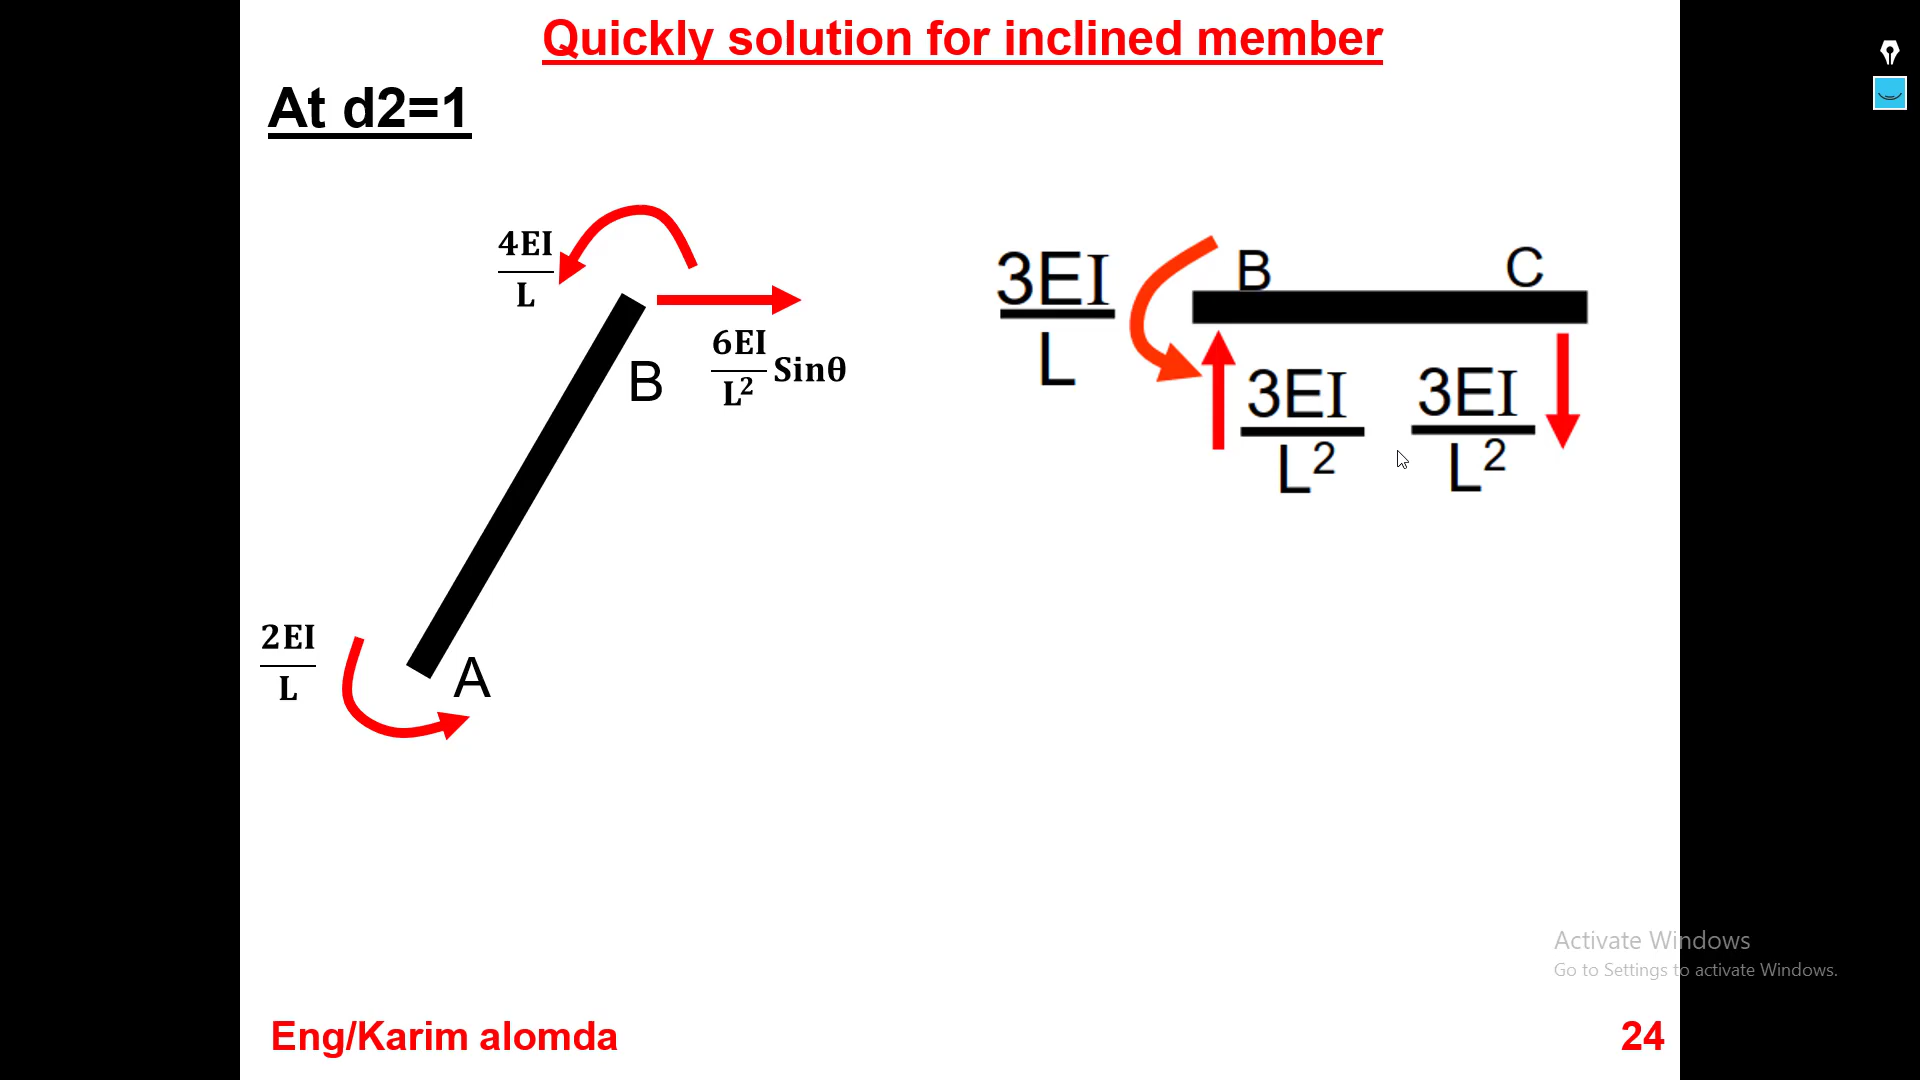 Quickly solution for inclined member
At d2=1
4EI
L
B
6EI
L² Sinθ
2EI
L
A
3EI
L
B
C
3EI
L²
3EI
L²
Activate Windows
Go to Settings to activate Windows.
Eng/Karim alomda
24